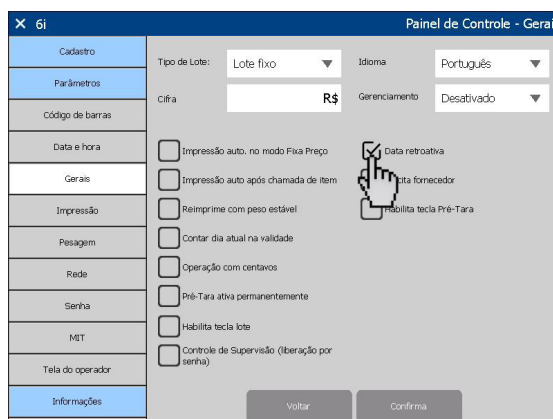 6i
Painel de Controle - Gerai
Cadastro
Parâmetros
Código de barras
Data e hora
Gerais
Impressão
Pesagem
Rede
Senha
MIT
Tela do operador
Informações
Tipo de Lote:
Lote fixo
Idioma
Português
Cifra
R$
Gerenciamento
Desativado
Impressão auto. no modo Fixa Preço
Impressão auto após chamada de item
Reimprime com peso estável
Contar dia atual na validade
Operação com centavos
Pré-Tara ativa permanentemente
Habilita tecla lote
Controle de Supervisão (liberação por
senha)
Data retroativa
fornecedor
Habilita tecla Pré-Tara
Voltar
Confirma